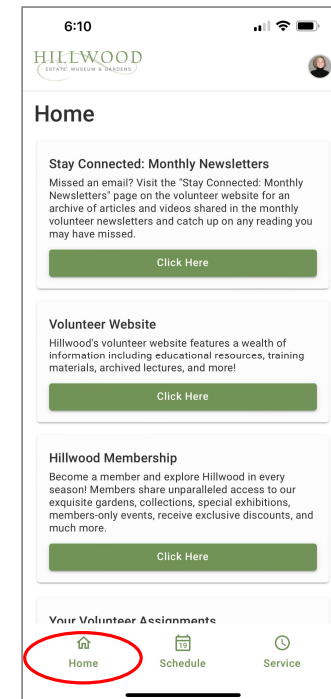 6:10
HILLWOOD
ESTATE, MUSEUM & GARDENS
Home
Stay Connected: Monthly Newsletters
Missed an email? Visit the "Stay Connected: Monthly
Newsletters" page on the volunteer website for an
archive of articles and videos shared in the monthly
volunteer newsletters and catch up on any reading you
may have missed.
Click Here
Volunteer Website
Hillwood's volunteer website features a wealth of
information including educational resources, training
materials, archived lectures, and more!
Click Here
Hillwood Membership
Become a member and explore Hillwood in every
season! Members share unparalleled access to our
exquisite gardens, collections, special exhibitions,
members-only events, receive exclusive discounts, and
much more.
Click Here
Your Volunteer Assignments
19
Home Schedule Service